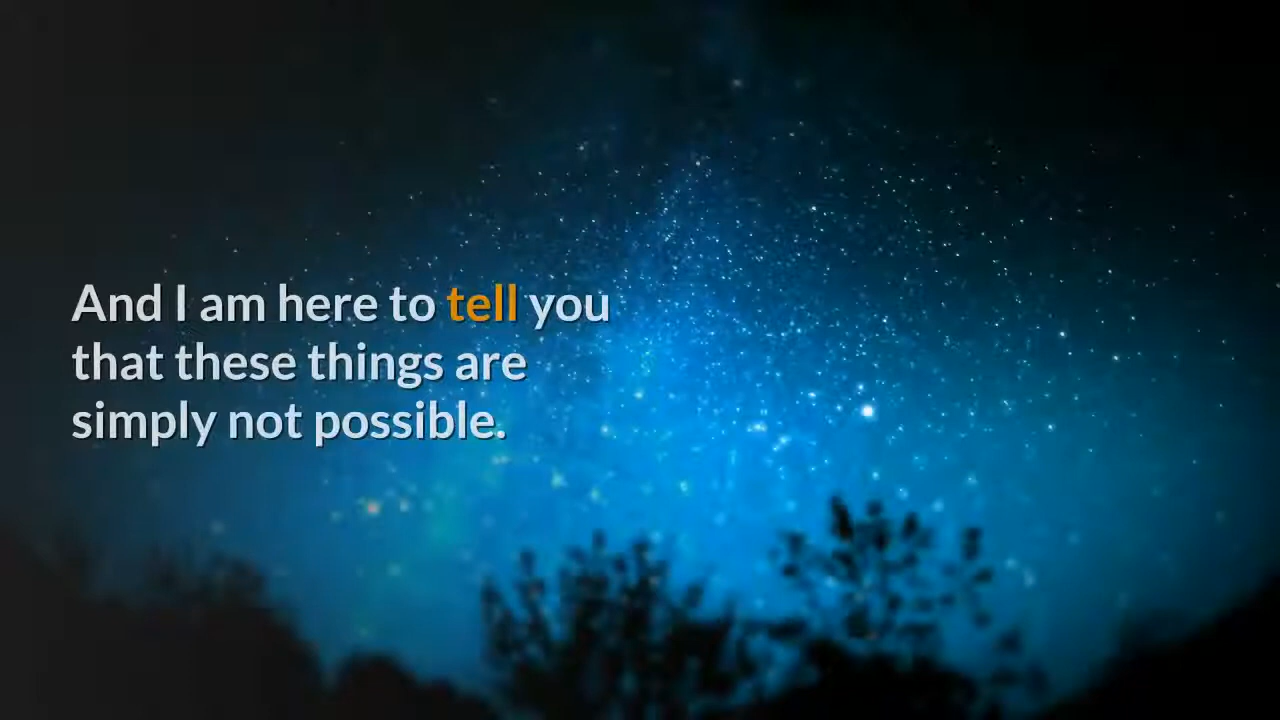 And I am here to tell you
that these things are
simply not possible.